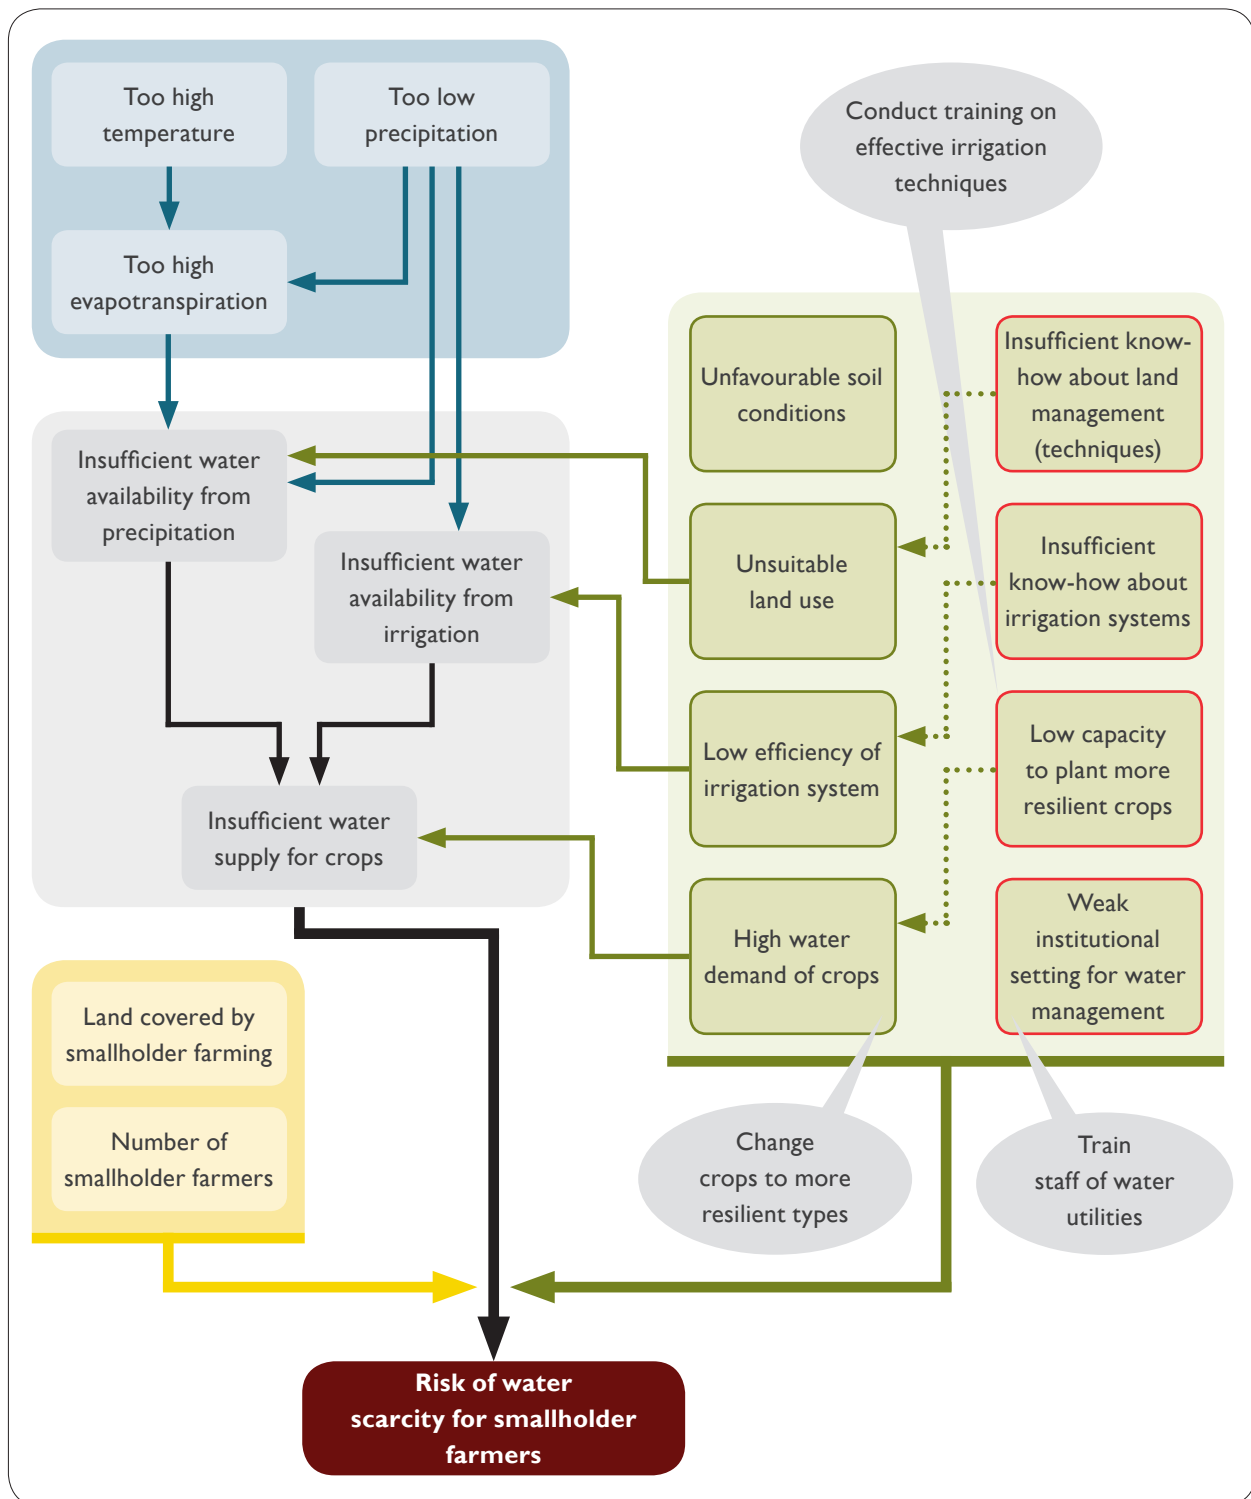 Too high
temperature
Too low
precipitation
Conduct training on
effective irrigation
techniques
Too high
evapotranspiration
Unfavourable soil
conditions
Insufficient know-
how about land
management
(techniques)
Insufficient water
availability from
precipitation
Insufficient water
availability from
irrigation
Unsuitable
land use
Insufficient
know-how about
irrigation systems
Low efficiency of
irrigation system
Low capacity
to plant more
resilient crops
Insufficient water
supply for crops
High water
demand of crops
Weak
institutional
setting for water
management
Land covered by
smallholder farming
Number of
smallholder farmers
Change
crops to more
resilient types
Train
staff of water
utilities
Risk of water
scarcity for smallholder
farmers